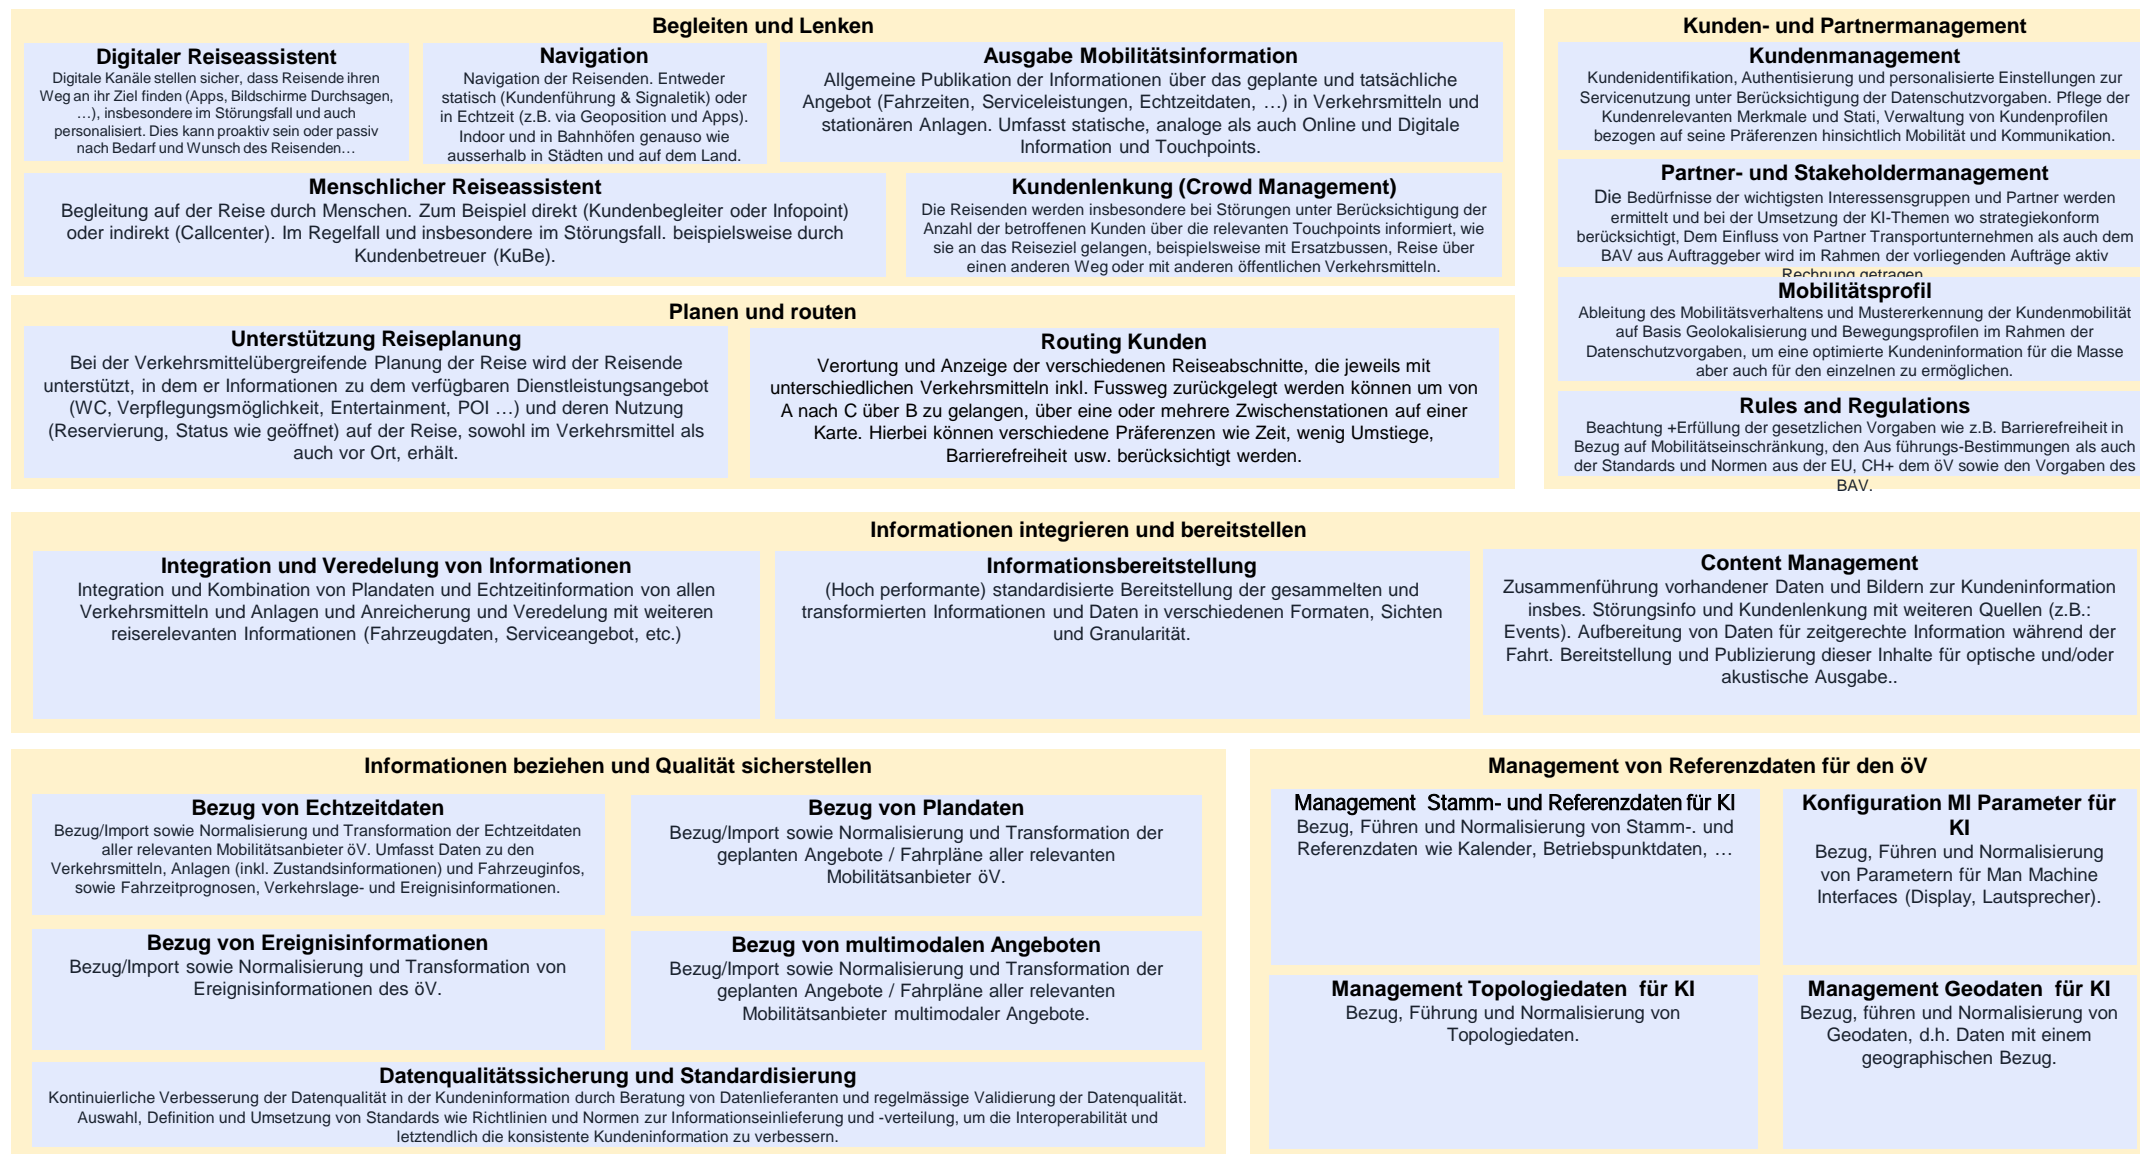 Begleiten und Lenken
Digitaler Reiseassistent
Digitale Kanäle stellen sicher, dass Reisende ihren
Weg an ihr Ziel finden (Apps, Bildschirme Durchsagen,
…), insbesondere im Störungsfall und auch
personalisiert. Dies kann proaktiv sein oder passiv
nach Bedarf und Wunsch des Reisenden…
Navigation
Navigation der Reisenden. Entweder
statisch (Kundenführung & Signaletik) oder
in Echtzeit (z.B. via Geoposition und Apps).
Indoor und in Bahnhöfen genauso wie
ausserhalb in Städten und auf dem Land.
Ausgabe Mobilitätsinformation
Allgemeine Publikation der Informationen über das geplante und tatsächliche
Angebot (Fahrzeiten, Serviceleistungen, Echtzeitdaten, …) in Verkehrsmitteln und
stationären Anlagen. Umfasst statische, analoge als auch Online und Digitale
Information und Touchpoints.
Menschlicher Reiseassistent
Begleitung auf der Reise durch Menschen. Zum Beispiel direkt (Kundenbegleiter oder Infopoint)
oder indirekt (Callcenter). Im Regelfall und insbesondere im Störungsfall. beispielsweise durch
Kundenbetreuer (KuBe).
Kundenlenkung (Crowd Management)
Die Reisenden werden insbesondere bei Störungen unter Berücksichtigung der
Anzahl der betroffenen Kunden über die relevanten Touchpoints informiert, wie
sie an das Reiseziel gelangen, beispielsweise mit Ersatzbussen, Reise über
einen anderen Weg oder mit anderen öffentlichen Verkehrsmitteln.
Planen und routen
Unterstützung Reiseplanung
Bei der Verkehrsmittelübergreifende Planung der Reise wird der Reisende
unterstützt, in dem er Informationen zu dem verfügbaren Dienstleistungsangebot
(WC, Verpflegungsmöglichkeit, Entertainment, POI …) und deren Nutzung
(Reservierung, Status wie geöffnet) auf der Reise, sowohl im Verkehrsmittel als
auch vor Ort, erhält.
Routing Kunden
Verortung und Anzeige der verschiedenen Reiseabschnitte, die jeweils mit
unterschiedlichen Verkehrsmitteln inkl. Fussweg zurückgelegt werden können um von
A nach C über B zu gelangen, über eine oder mehrere Zwischenstationen auf einer
Karte. Hierbei können verschiedene Präferenzen wie Zeit, wenig Umstiege,
Barrierefreiheit usw. berücksichtigt werden.
Kunden- und Partnermanagement
Kundenmanagement
Kundenidentifikation, Authentisierung und personalisierte Einstellungen zur
Servicenutzung unter Berücksichtigung der Datenschutzvorgaben. Pflege der
Kundenrelevanten Merkmale und Stati, Verwaltung von Kundenprofilen
bezogen auf seine Präferenzen hinsichtlich Mobilität und Kommunikation.
Partner- und Stakeholdermanagement
Die Bedürfnisse der wichtigsten Interessensgruppen und Partner werden
ermittelt und bei der Umsetzung der KI-Themen wo strategiekonform
berücksichtigt, Dem Einfluss von Partner Transportunternehmen als auch dem
BAV aus Auftraggeber wird im Rahmen der vorliegenden Aufträge aktiv
Rechnung getragen
Mobilitätsprofil
Ableitung des Mobilitätsverhaltens und Mustererkennung der Kundenmobilität
auf Basis Geolokalisierung und Bewegungsprofilen im Rahmen der
Datenschutzvorgaben, um eine optimierte Kundeninformation für die Masse
aber auch für den einzelnen zu ermöglichen.
Rules and Regulations
Beachtung +Erfüllung der gesetzlichen Vorgaben wie z.B. Barrierefreiheit in
Bezug auf Mobilitätseinschränkung, den Aus führungs-Bestimmungen als auch
der Standards und Normen aus der EU, CH+ dem öV sowie den Vorgaben des
BAV.
Informationen integrieren und bereitstellen
Integration und Veredelung von Informationen
Integration und Kombination von Plandaten und Echtzeitinformation von allen
Verkehrsmitteln und Anlagen und Anreicherung und Veredelung mit weiteren
reiserelevanten Informationen (Fahrzeugdaten, Serviceangebot, etc.)
Informationsbereitstellung
(Hoch performante) standardisierte Bereitstellung der gesammelten und
transformierten Informationen und Daten in verschiedenen Formaten, Sichten
und Granularität.
Content Management
Zusammenführung vorhandener Daten und Bildern zur Kundeninformation
insbes. Störungsinfo und Kundenlenkung mit weiteren Quellen (z.B.:
Events). Aufbereitung von Daten für zeitgerechte Information während der
Fahrt. Bereitstellung und Publizierung dieser Inhalte für optische und/oder
akustische Ausgabe..
Informationen beziehen und Qualität sicherstellen
Bezug von Echtzeitdaten
Bezug/Import sowie Normalisierung und Transformation der Echtzeitdaten
aller relevanten Mobilitätsanbieter öV. Umfasst Daten zu den
Verkehrsmitteln, Anlagen (inkl. Zustandsinformationen) und Fahrzeuginfos,
sowie Fahrzeitprognosen, Verkehrslage- und Ereignisinformationen.
Bezug von Plandaten
Bezug/Import sowie Normalisierung und Transformation der
geplanten Angebote / Fahrpläne aller relevanten
Mobilitätsanbieter öV.
Bezug von Ereignisinformationen
Bezug/Import sowie Normalisierung und Transformation von
Ereignisinformationen des öV.
Bezug von multimodalen Angeboten
Bezug/Import sowie Normalisierung und Transformation der
geplanten Angebote / Fahrpläne aller relevanten
Mobilitätsanbieter multimodaler Angebote.
Datenqualitätssicherung und Standardisierung
Kontinuierliche Verbesserung der Datenqualität in der Kundeninformation durch Beratung von Datenlieferanten und regelmässige Validierung der Datenqualität.
Auswahl, Definition und Umsetzung von Standards wie Richtlinien und Normen zur Informationseinlieferung und -verteilung, um die Interoperabilität und
letztendlich die konsistente Kundeninformation zu verbessern.
Management von Referenzdaten für den öV
Management Stamm- und Referenzdaten für KI
Bezug, Führen und Normalisierung von Stamm-. und
Referenzdaten wie Kalender, Betriebspunktdaten, …
Konfiguration MI Parameter für
KI
Bezug, Führen und Normalisierung
von Parametern für Man Machine
Interfaces (Display, Lautsprecher).
Management Topologiedaten für KI
Bezug, Führung und Normalisierung von
Topologiedaten.
Management Geodaten für KI
Bezug, führen und Normalisierung von
Geodaten, d.h. Daten mit einem
geographischen Bezug.